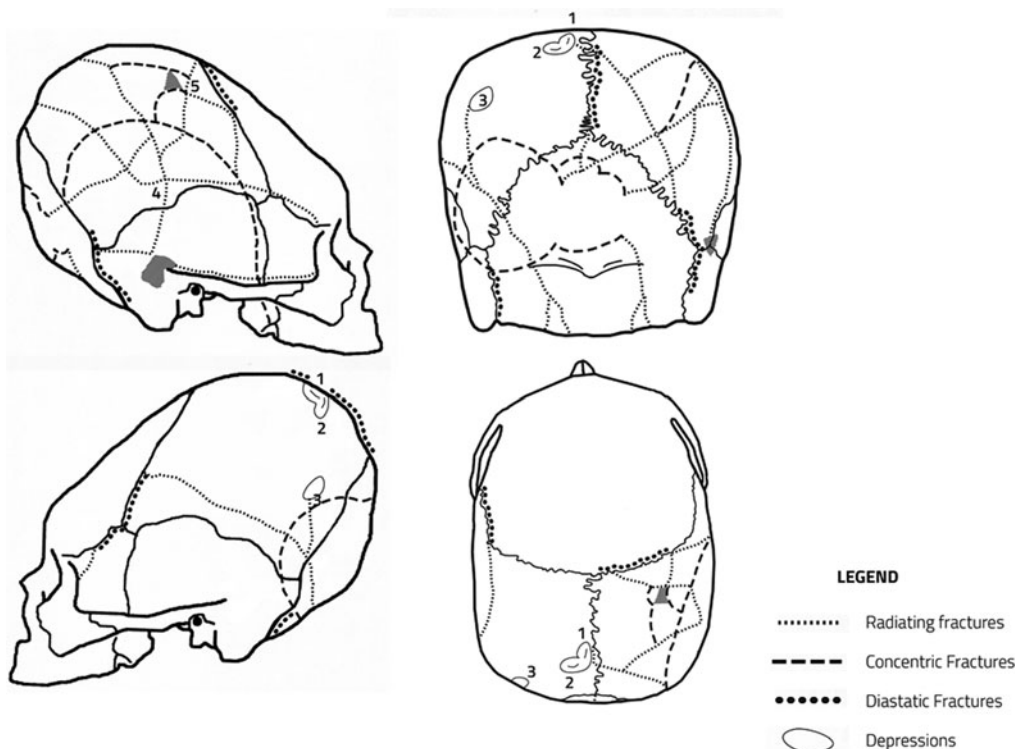 5
4
1
2
3
1
2
3
1
2
3
LEGEND
Radiating fractures
Concentric Fractures
Diastatic Fractures
Depressions